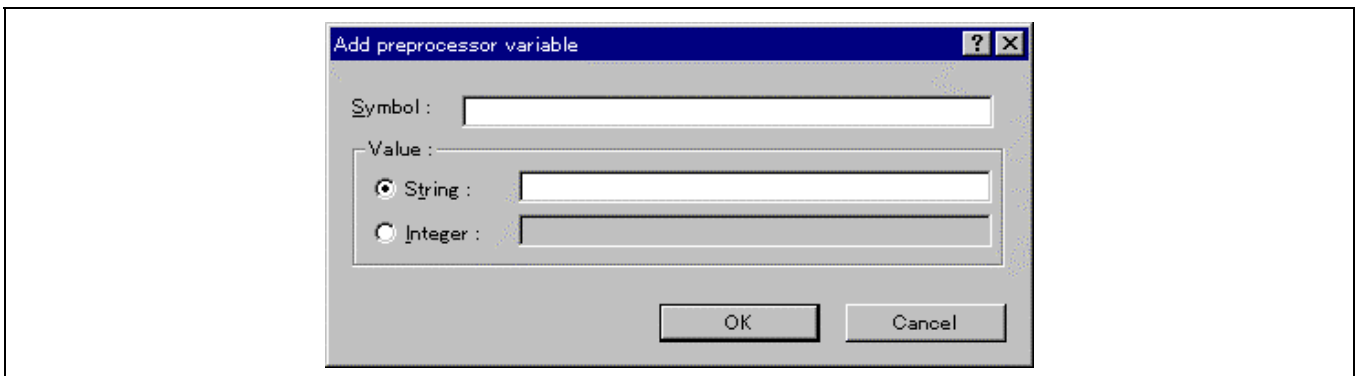 Add preprocessor variable ? X
Symbol :
Value :
String :
Integer :
OK Cancel